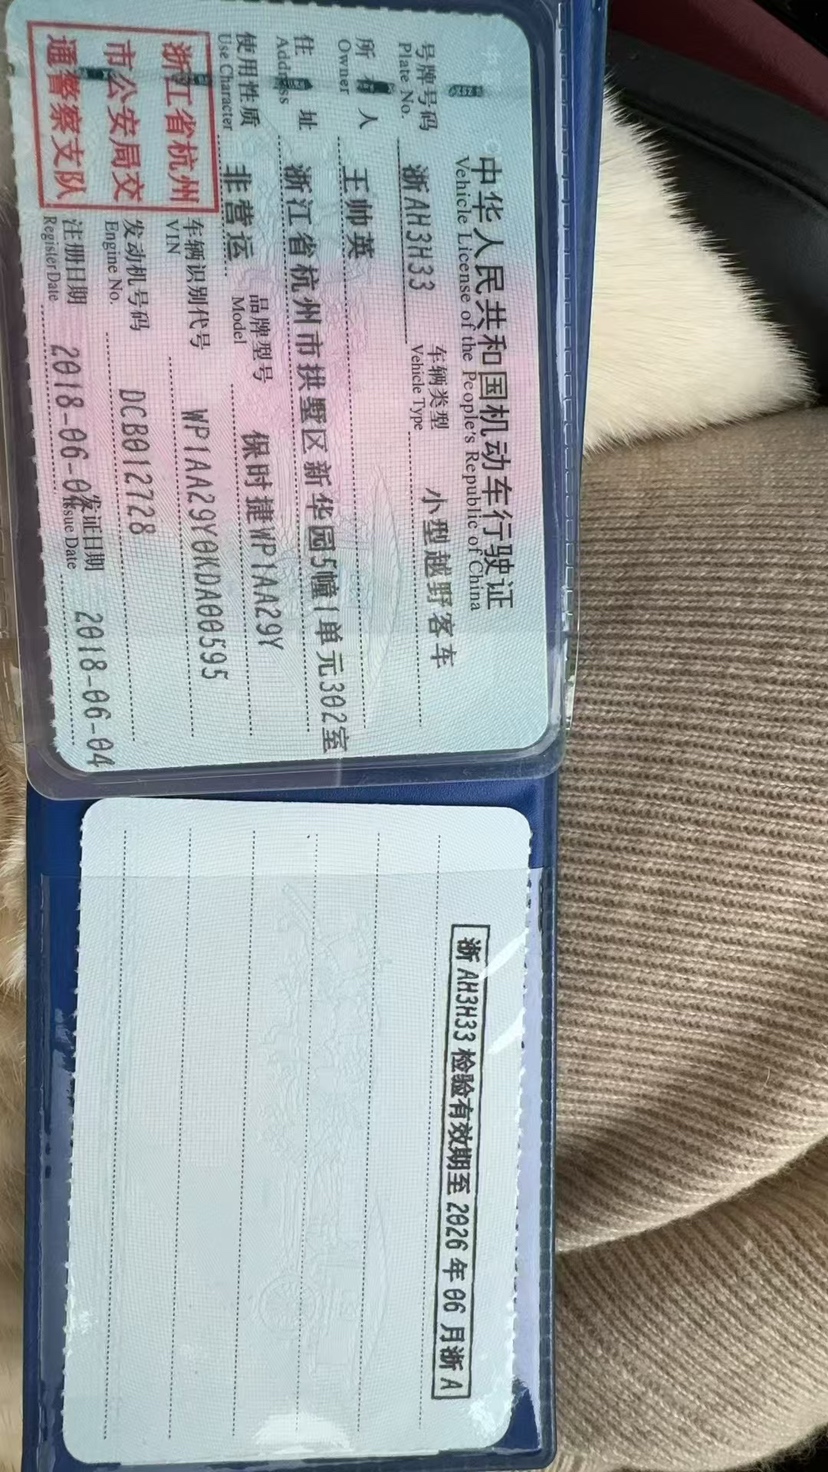 中华人民共和国机动车行驶证
Vehicle License of the People's Republic of China
号牌号码 浙AH3H33 车辆类型 小型越野客车
Plate No. Vehicle Type
所有人 王帅英
Owner
住址 浙江省杭州市拱墅区新华园5幢1单元302室
Address
使用性质 非营运 品牌型号 保时捷WP1AA29Y
Use Character Model
浙江省杭州
市公安局交
通警察支队
车辆识别代号 WP1AA29Y0KDA00595
VIN
发动机号码 DCB012728
Engine No.
注册日期 2018-06-04 发证日期 2018-06-04
Register Date Issue Date
浙AH3H33 检验有效期至 2026 年 06 月浙A